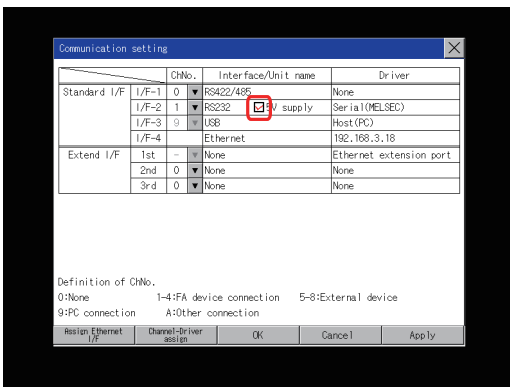 Communication setting
ChNo. Interface/Unit name Driver
Standard I/F I/F-1 0 RS422/485 None
I/F-2 1 RS232 5V supply Serial(MELSEC)
I/F-3 9 USB Host(PC)
I/F-4 Ethernet 192.168.3.18
Extend I/F 1st - None Ethernet extension port
2nd 0 None None
3rd 0 None None
Definition of ChNo.
0:None 1-4:FA device connection 5-8:External device
9:PC connection A:Other connection
Assign Ethernet I/F Channel-Driver assign OK Cancel Apply